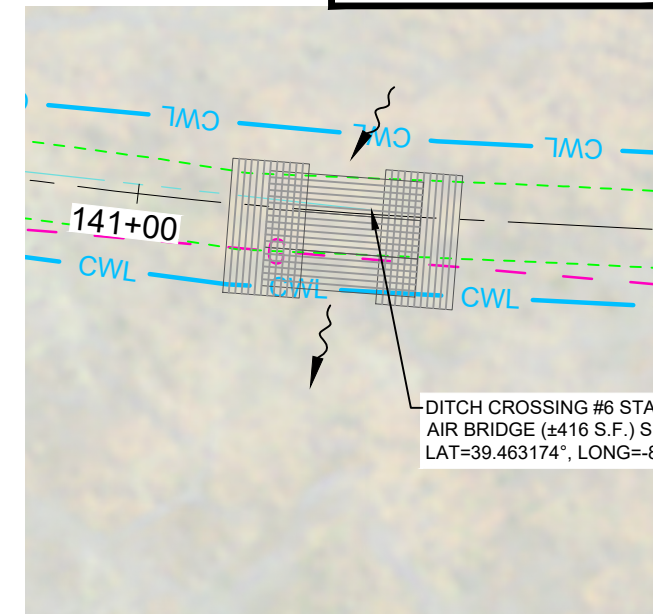 CWL CWL CWL
141+00
CWL CWL CWL
DITCH CROSSING #6 STA
AIR BRIDGE (±416 S.F.) S
LAT=39.463174°, LONG=-8